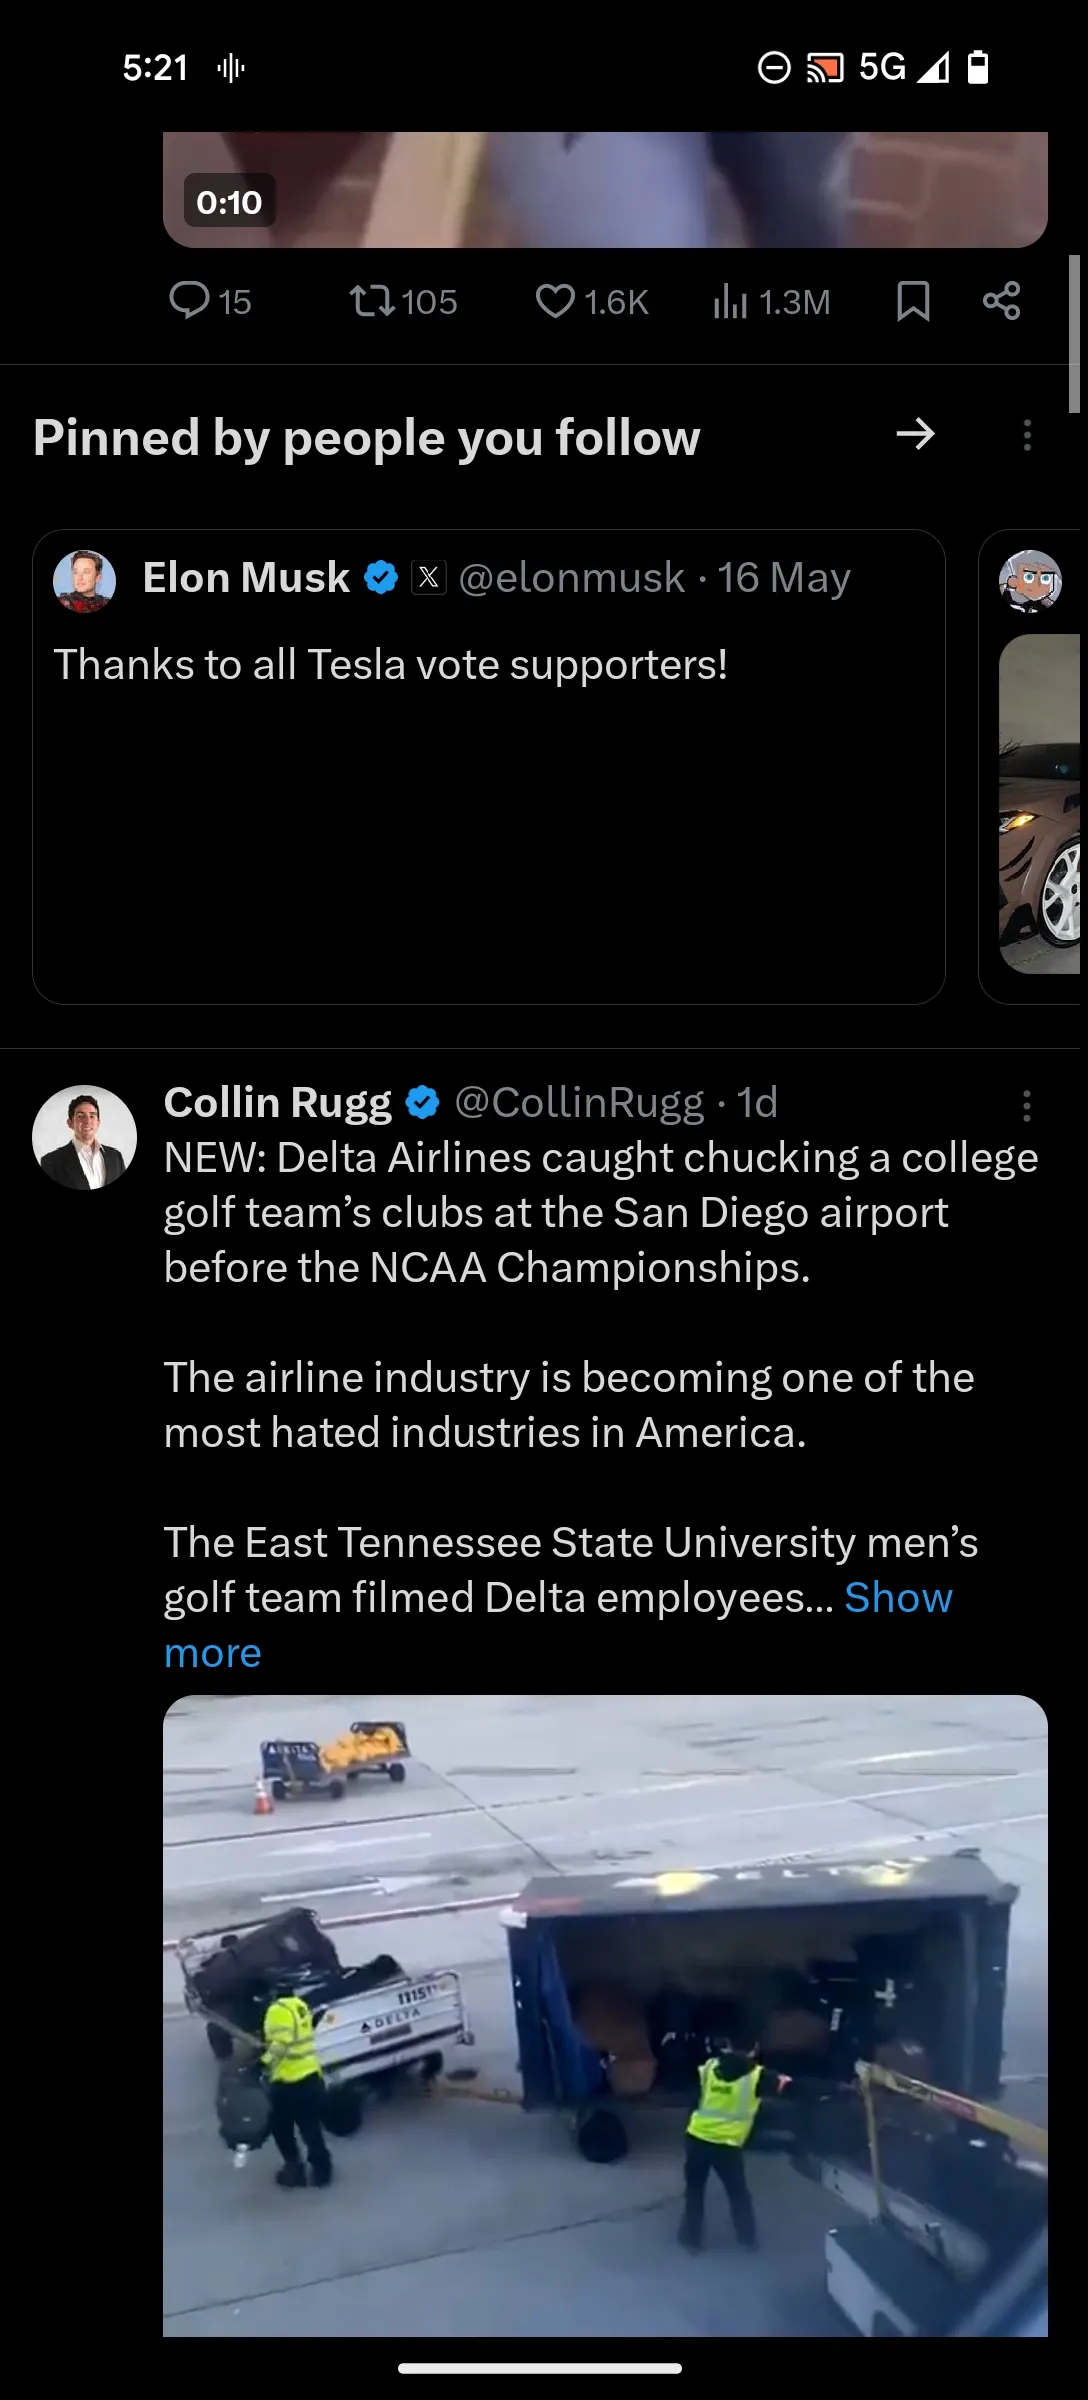 5:21
5G
0:10
15 105 1.6K 1.3M
Pinned by people you follow
Elon Musk X @elonmusk · 16 May
Thanks to all Tesla vote supporters!
Collin Rugg @CollinRugg · 1d
NEW: Delta Airlines caught chucking a college
golf team’s clubs at the San Diego airport
before the NCAA Championships.
The airline industry is becoming one of the
most hated industries in America.
The East Tennessee State University men’s
golf team filmed Delta employees... Show
more
DELTA